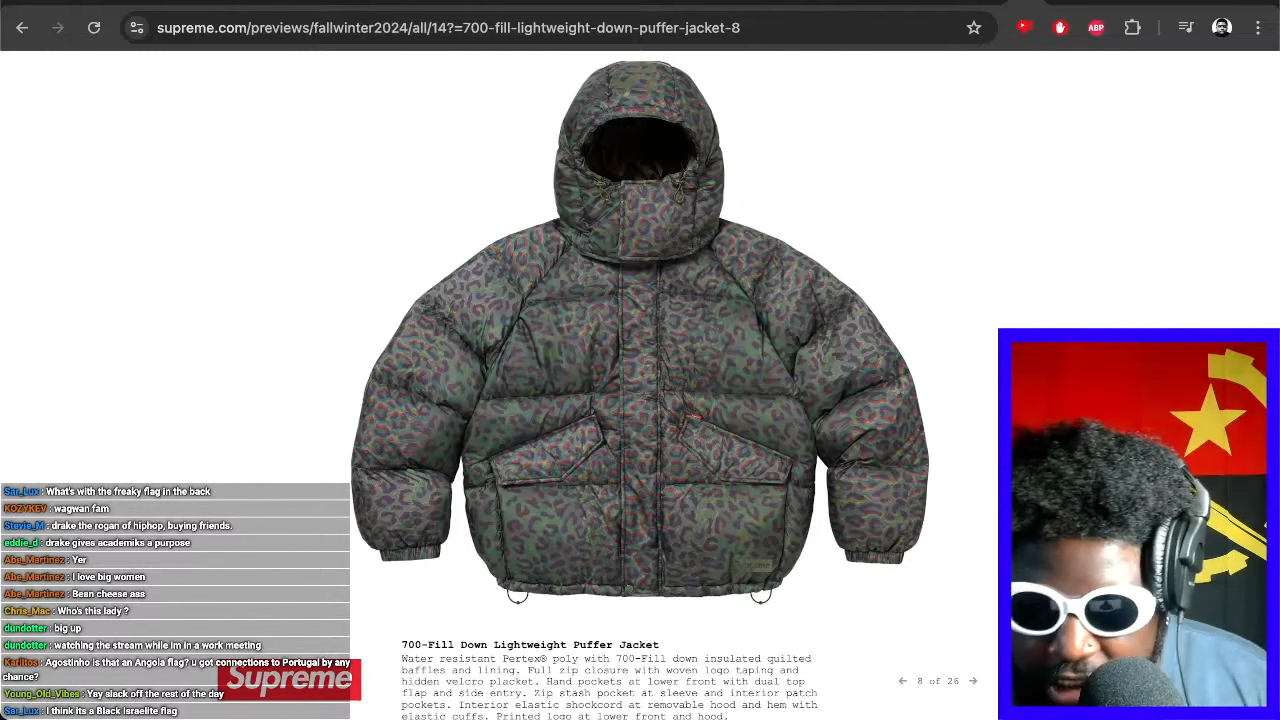 supreme.com/previews/fallwinter2024/all/14?=700-fill-lightweight-down-puffer-jacket-8
ABP
700-Fill Down Lightweight Puffer Jacket
Water resistant Pertex® poly with 700-Fill down insulated quilted
baffles and lining. Full zip closure with woven logo taping and
hidden velcro placket. Hand pockets at lower front with dual top
flap and side entry. Zip stash pocket at sleeve and interior patch
pockets. Interior elastic shockcord at removable hood and hem with
elastic cuffs. Printed logo at lower front and hood.
← 8 of 26 →
Sar_Lux: What's with the freaky flag in the back
KOZYKEV: wagwan fam
Stevie_M: drake the rogan of hiphop, buying friends.
eddie_d: drake gives academiks a purpose
Abe_Martinez: Yer
Abe_Martinez: I love big women
Abe_Martinez: Bean cheese ass
Chris_Mac: Who's this lady ?
dundotter: big up
dundotter: watching the stream while im in a work meeting
Karlitos: Agostinho is that an Angola flag? u got connections to Portugal by any
chance?
Young_Old_Vibes: Yay slack off the rest of the day
Sar_Lux: I think its a Black Israelite flag
Supreme